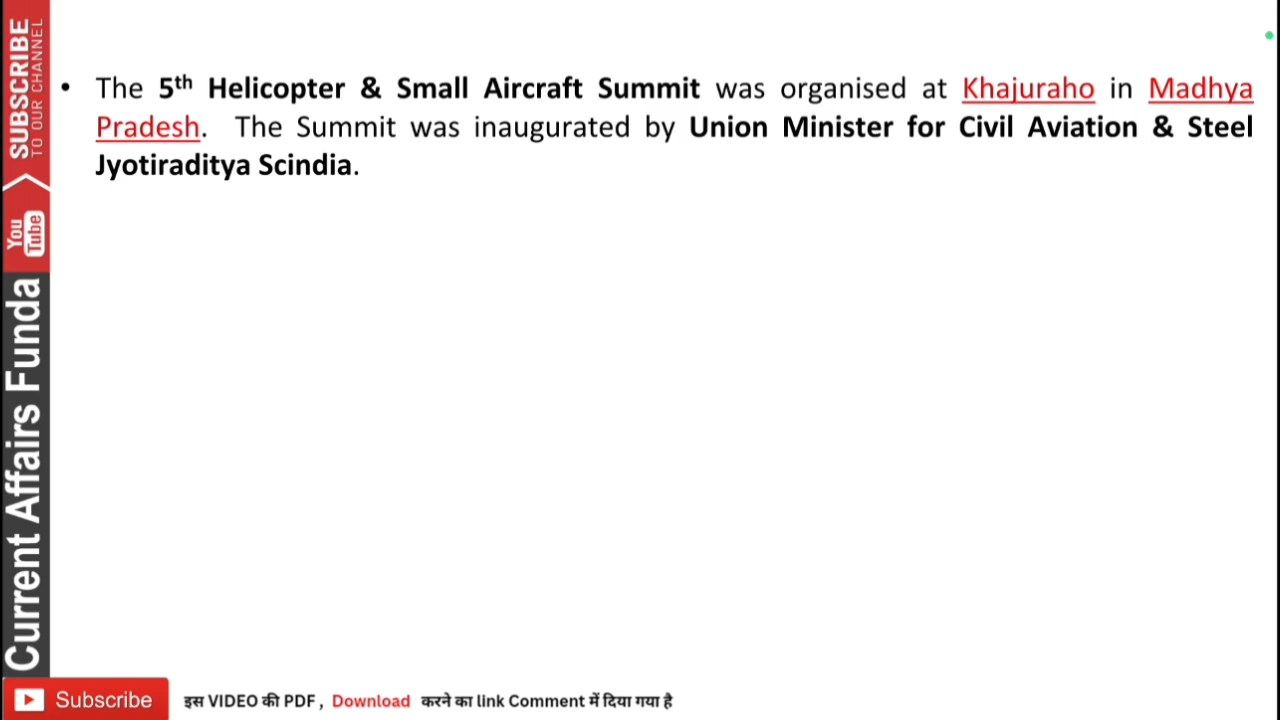 • The 5th Helicopter & Small Aircraft Summit was organised at Khajuraho in Madhya
Pradesh. The Summit was inaugurated by Union Minister for Civil Aviation & Steel
Jyotiraditya Scindia.
SUBSCRIBE
TO OUR CHANNEL
You
Tube
Current Affairs Funda
Subscribe
इस VIDEO की PDF , Download करने का link Comment में दिया गया है